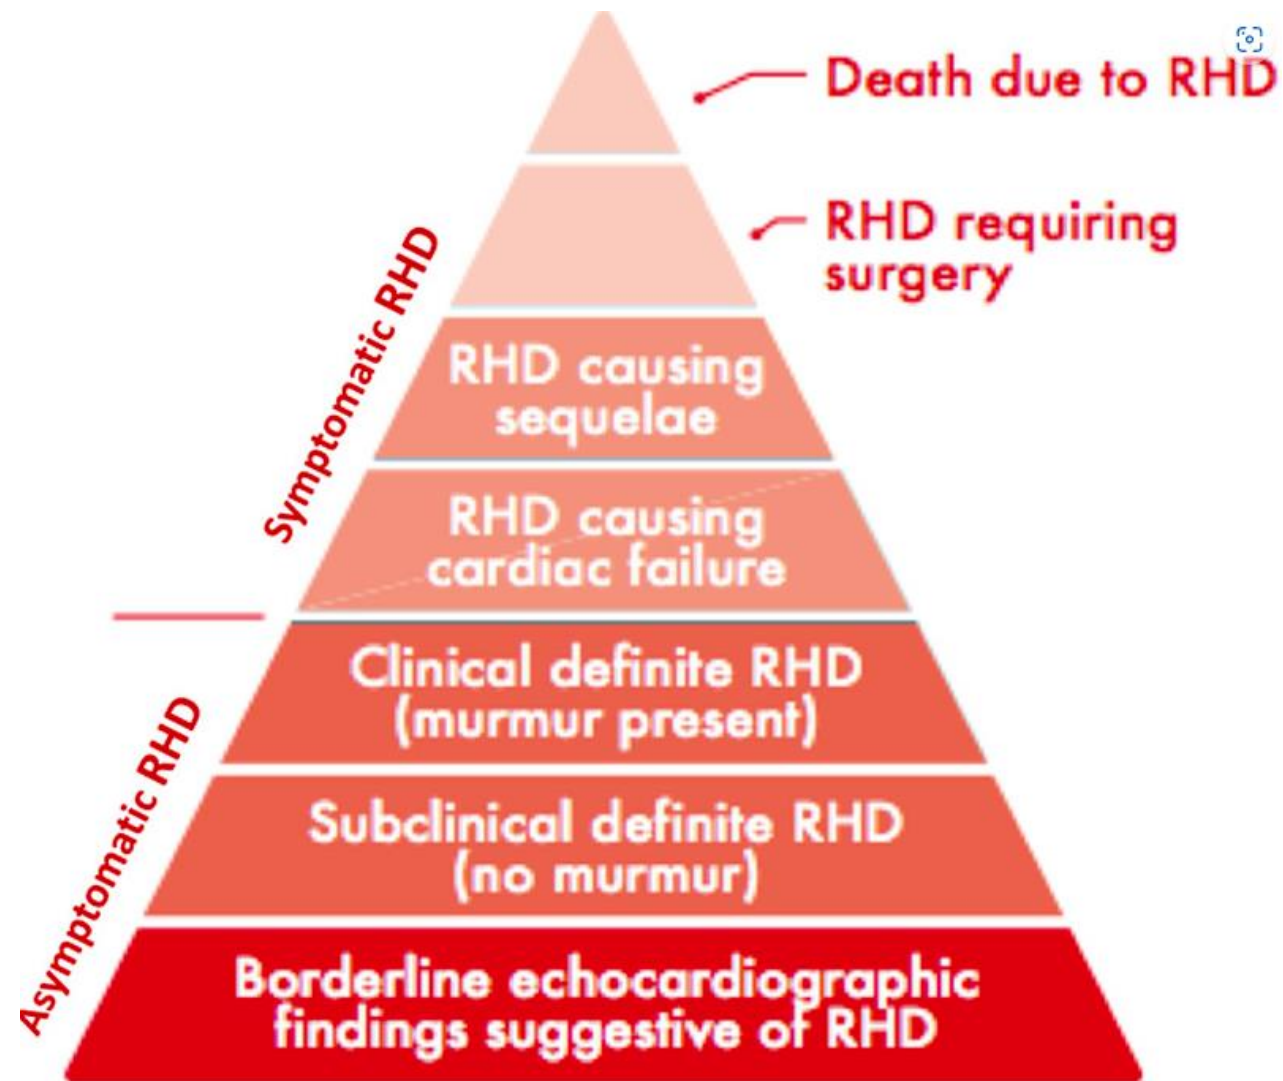 Death due to RHD
RHD requiring
surgery
Symptomatic RHD
RHD causing
sequelae
RHD causing
cardiac failure
Clinical definite RHD
(murmur present)
Asymptomatic RHD
Subclinical definite RHD
(no murmur)
Borderline echocardiographic
findings suggestive of RHD